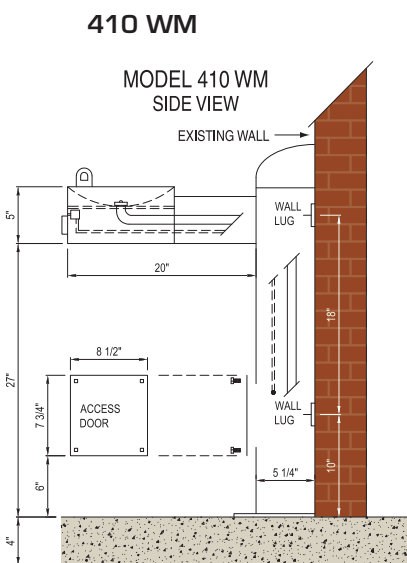 410 WM
MODEL 410 WM
SIDE VIEW
EXISTING WALL
5"
WALL
LUG
20"
18"
27"
8 1/2"
7 3/4"
ACCESS
DOOR
WALL
LUG
6"
5 1/4"
10"
4"